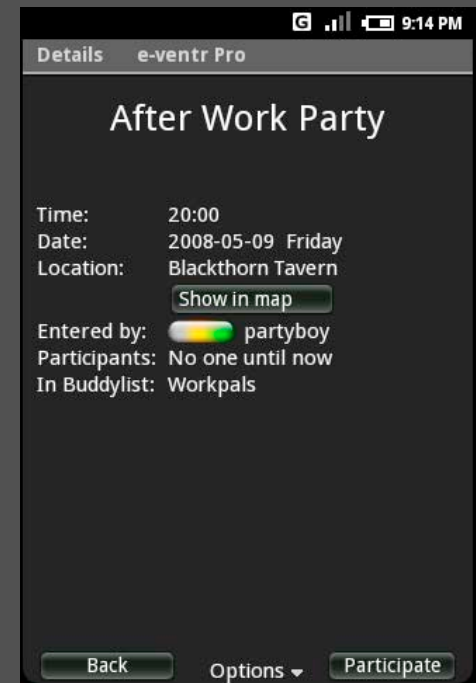 G 9:14 PM
Details e-ventr Pro
After Work Party
Time: 20:00
Date: 2008-05-09 Friday
Location: Blackthorn Tavern
Show in map
Entered by: partyboy
Participants: No one until now
In Buddylist: Workpals
Back Options Participate